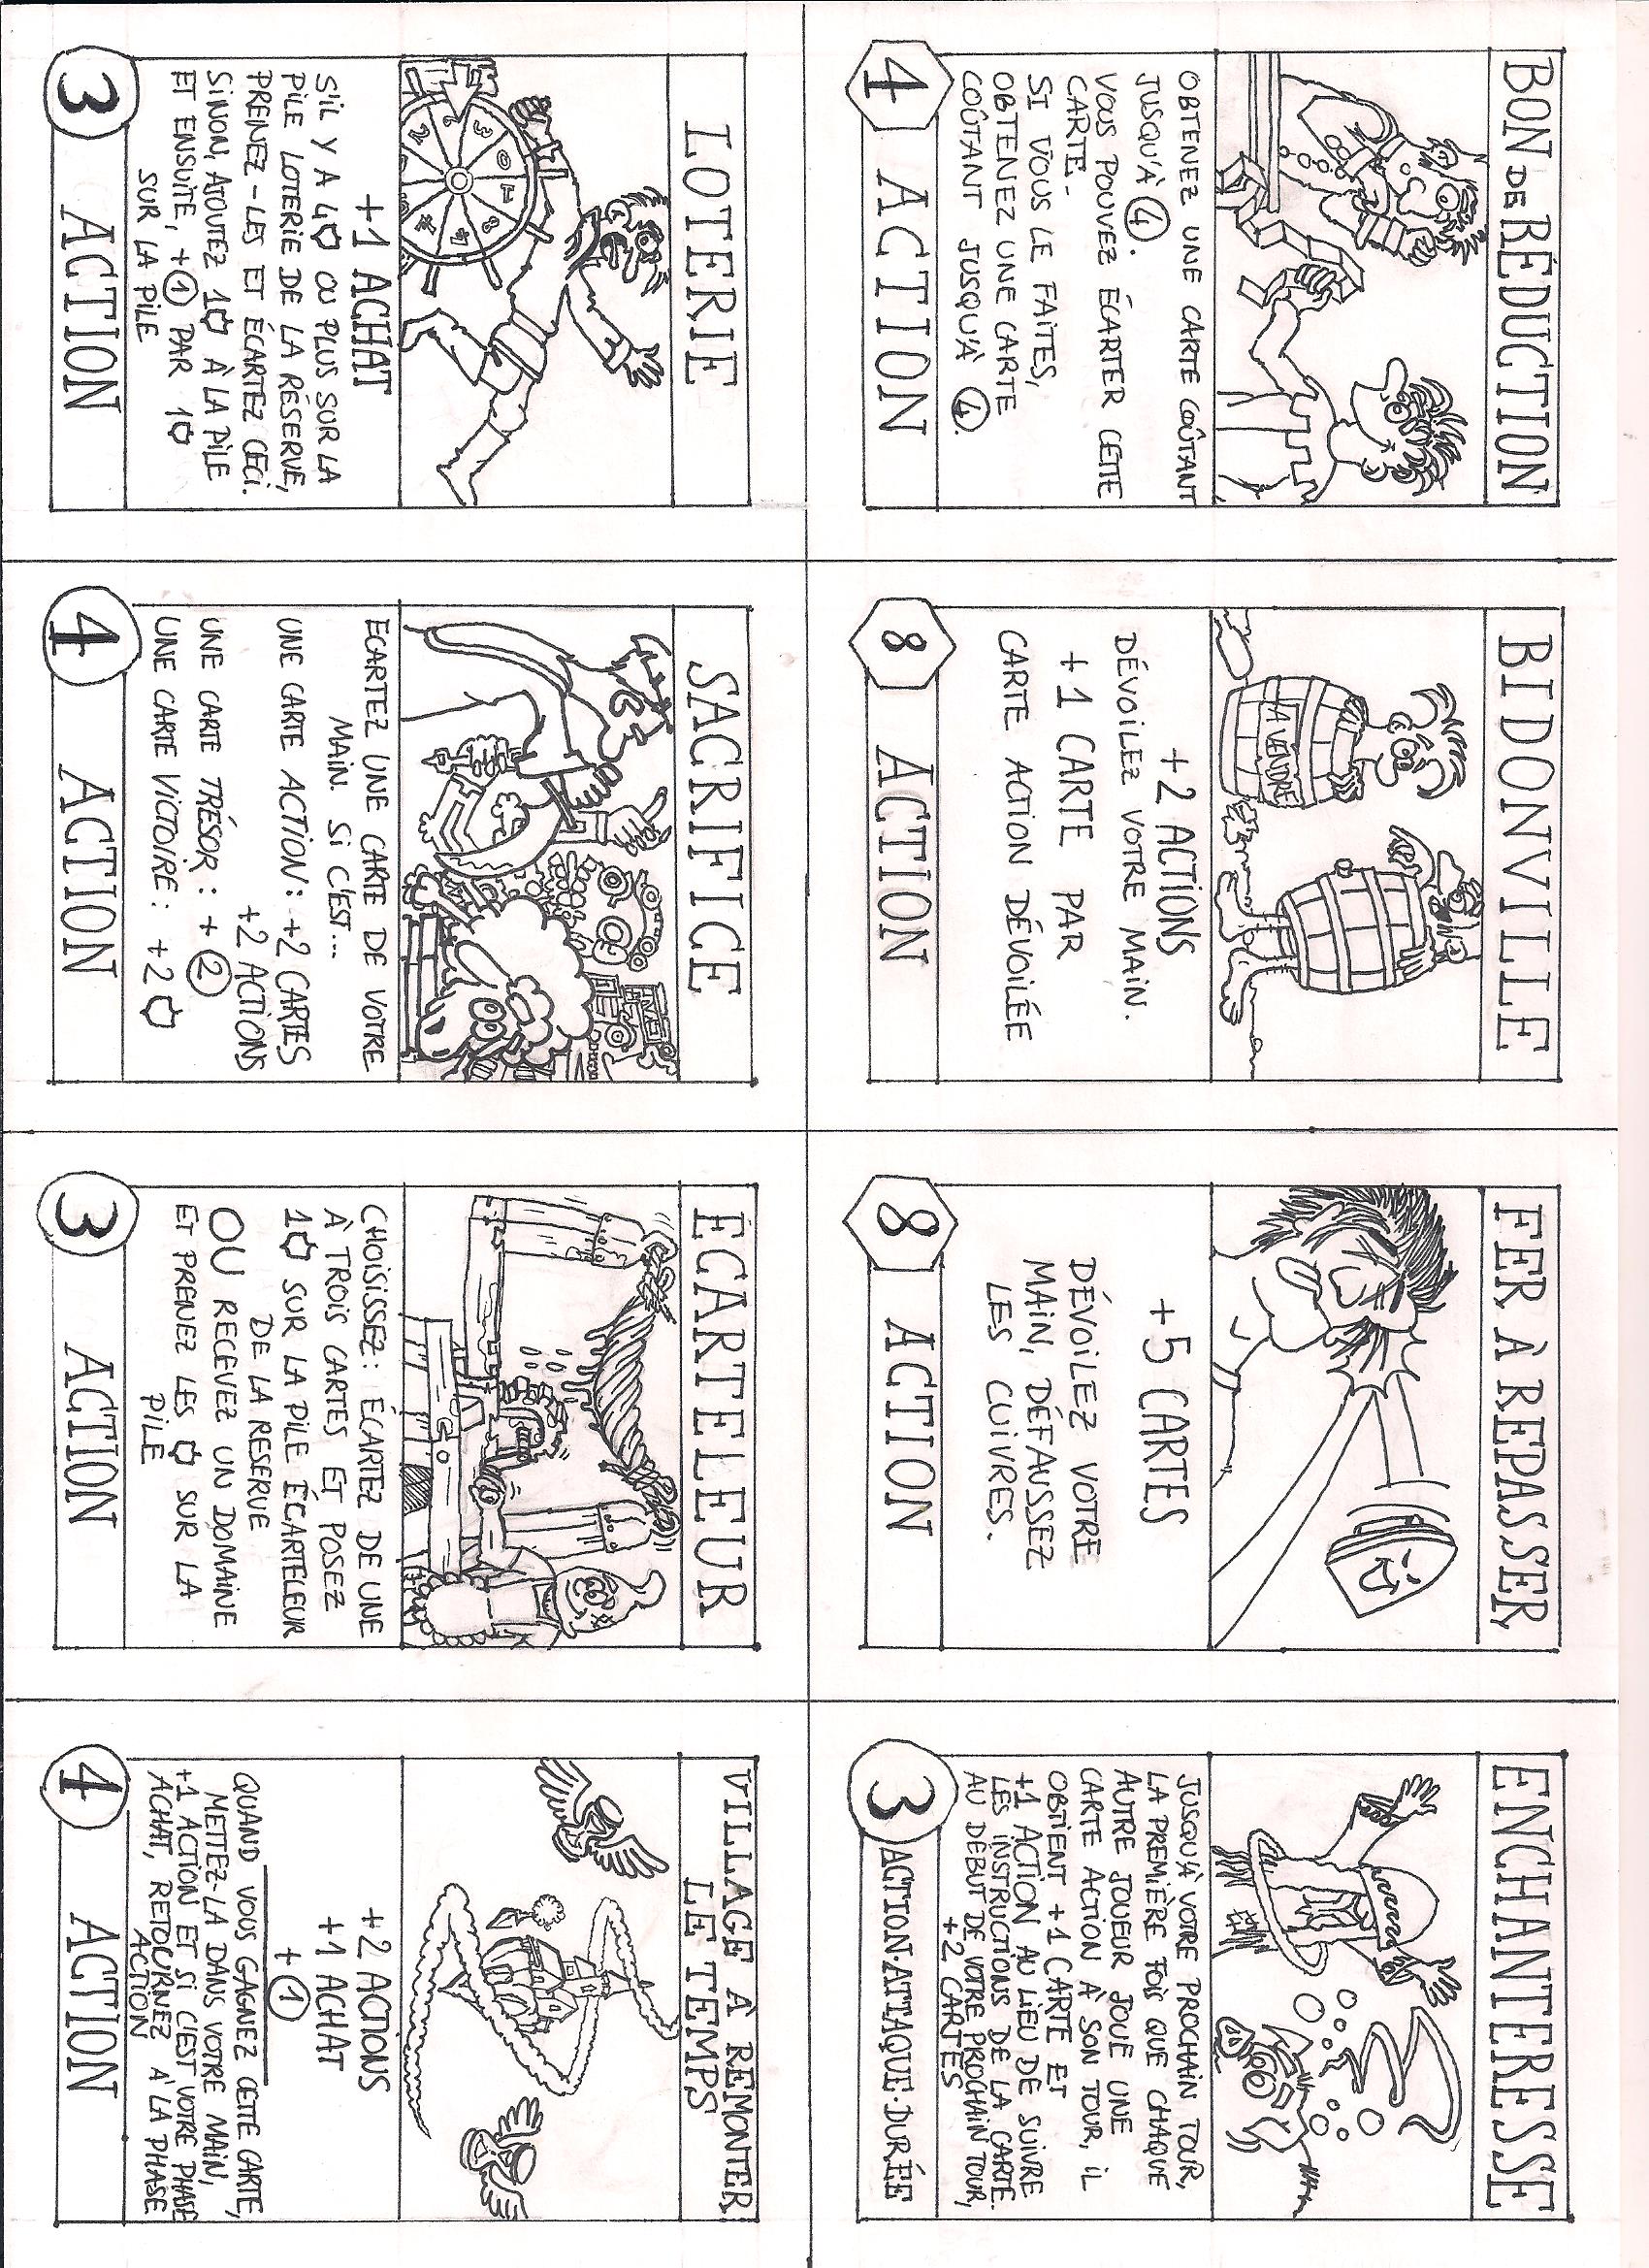 BON DE RÉDUCTION
OBTENEZ UNE CARTE COÛTANT
JUSQU'À 4.
VOUS POUVEZ ÉCARTER CETTE
CARTE.
SI VOUS LE FAITES,
OBTENEZ UNE CARTE
COÛTANT JUSQU'À 4.
4 ACTION
BIDONVILLE
À VENDRE
+2 ACTIONS
DÉVOILEZ VOTRE MAIN.
+1 CARTE PAR
CARTE ACTION DÉVOILÉE
8 ACTION
FER À REPASSER
+5 CARTES
DÉVOILEZ VOTRE
MAIN, DÉFAUSSEZ
LES CUIVRES.
8 ACTION
ENCHANTERESSE
JUSQU'À VOTRE PROCHAIN TOUR,
LA PREMIÈRE FOIS QUE CHAQUE
AUTRE JOUEUR JOUE UNE
CARTE ACTION À SON TOUR, IL
OBTIENT +1 CARTE ET
+1 ACTION AU LIEU DE SUIVRE
LES INSTRUCTIONS DE LA CARTE.
AU DÉBUT DE VOTRE PROCHAIN TOUR,
+2 CARTES
3 ACTION·ATTAQUE·DURÉE
LOTERIE
+1 ACHAT
S'IL Y A 4 OU PLUS SUR LA
PILE LOTERIE DE LA RÉSERVE,
PRENEZ-LES ET ÉCARTEZ CECI.
SINON, AJOUTEZ 1 À LA PILE
ET ENSUITE, +1 PAR 1
SUR LA PILE
3 ACTION
SACRIFICE
ECARTEZ UNE CARTE DE VOTRE
MAIN. SI C'EST...
UNE CARTE ACTION: +2 CARTES
+2 ACTIONS
UNE CARTE TRÉSOR: +2
UNE CARTE VICTOIRE: +2
4 ACTION
ECARTELEUR
CHOISISSEZ: ÉCARTEZ DE UNE
À TROIS CARTES ET POSEZ
1 SUR LA PILE ÉCARTELEUR
DE LA RESERVE
OU RECEVEZ UN DOMAINE
ET PRENEZ LES SUR LA
PILE
3 ACTION
VILLAGE À REMONTER
LE TEMPS
+2 ACTIONS
+1 ACHAT
+1
QUAND VOUS GAGNEZ CETTE CARTE,
METTEZ-LA DANS VOTRE MAIN,
+1 ACTION ET SI C'EST VOTRE PHASE
ACHAT, RETOURNEZ À LA PHASE
ACTION
4 ACTION